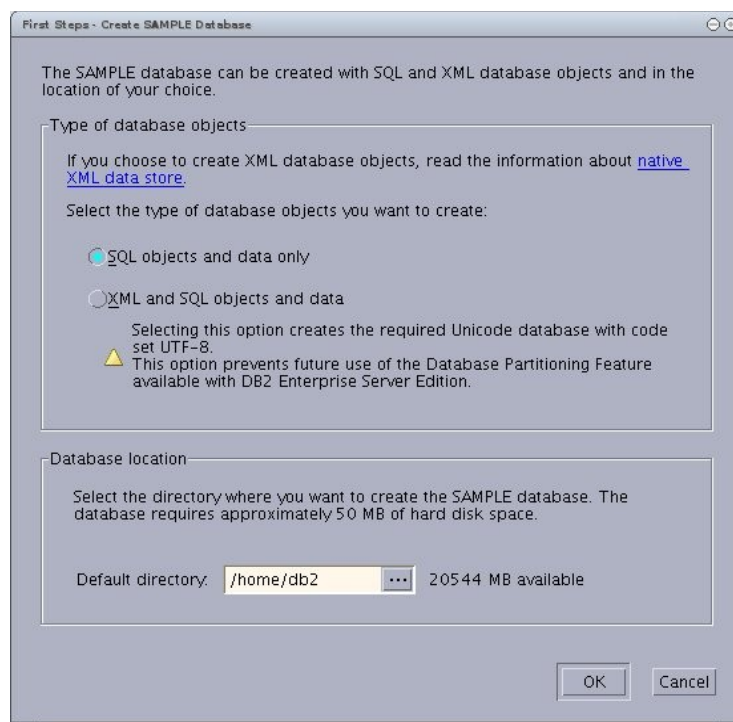 First Steps - Create SAMPLE Database
The SAMPLE database can be created with SQL and XML database objects and in the
location of your choice.
Type of database objects
If you choose to create XML database objects, read the information about native
XML data store.
Select the type of database objects you want to create:
SQL objects and data only
XML and SQL objects and data
Selecting this option creates the required Unicode database with code
set UTF-8.
This option prevents future use of the Database Partitioning Feature
available with DB2 Enterprise Server Edition.
Database location
Select the directory where you want to create the SAMPLE database. The
database requires approximately 50 MB of hard disk space.
Default directory: /home/db2 ... 20544 MB available
OK Cancel